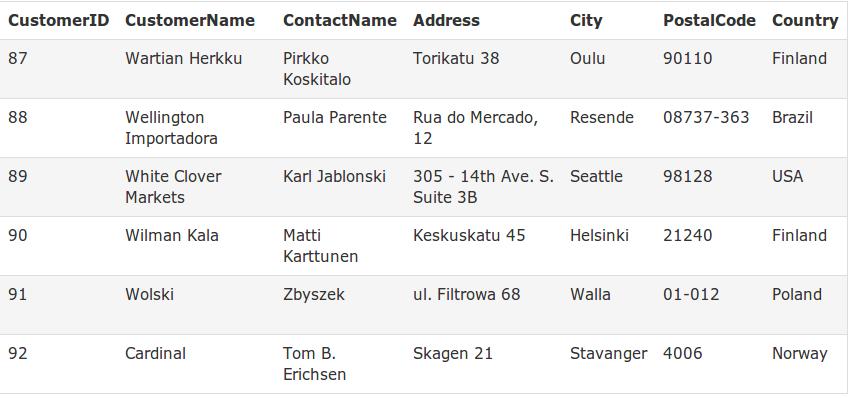 CustomerID CustomerName ContactName Address City PostalCode Country
87 Wartian Herkku Pirkko Torikatu 38 Oulu 90110 Finland
Koskitalo
88 Wellington Paula Parente Rua do Mercado, Resende 08737-363 Brazil
Importadora 12
89 White Clover Karl Jablonski 305 - 14th Ave. S. Seattle 98128 USA
Markets Suite 3B
90 Wilman Kala Matti Keskuskatu 45 Helsinki 21240 Finland
Karttunen
91 Wolski Zbyszek ul. Filtrowa 68 Walla 01-012 Poland
92 Cardinal Tom B. Skagen 21 Stavanger 4006 Norway
Erichsen